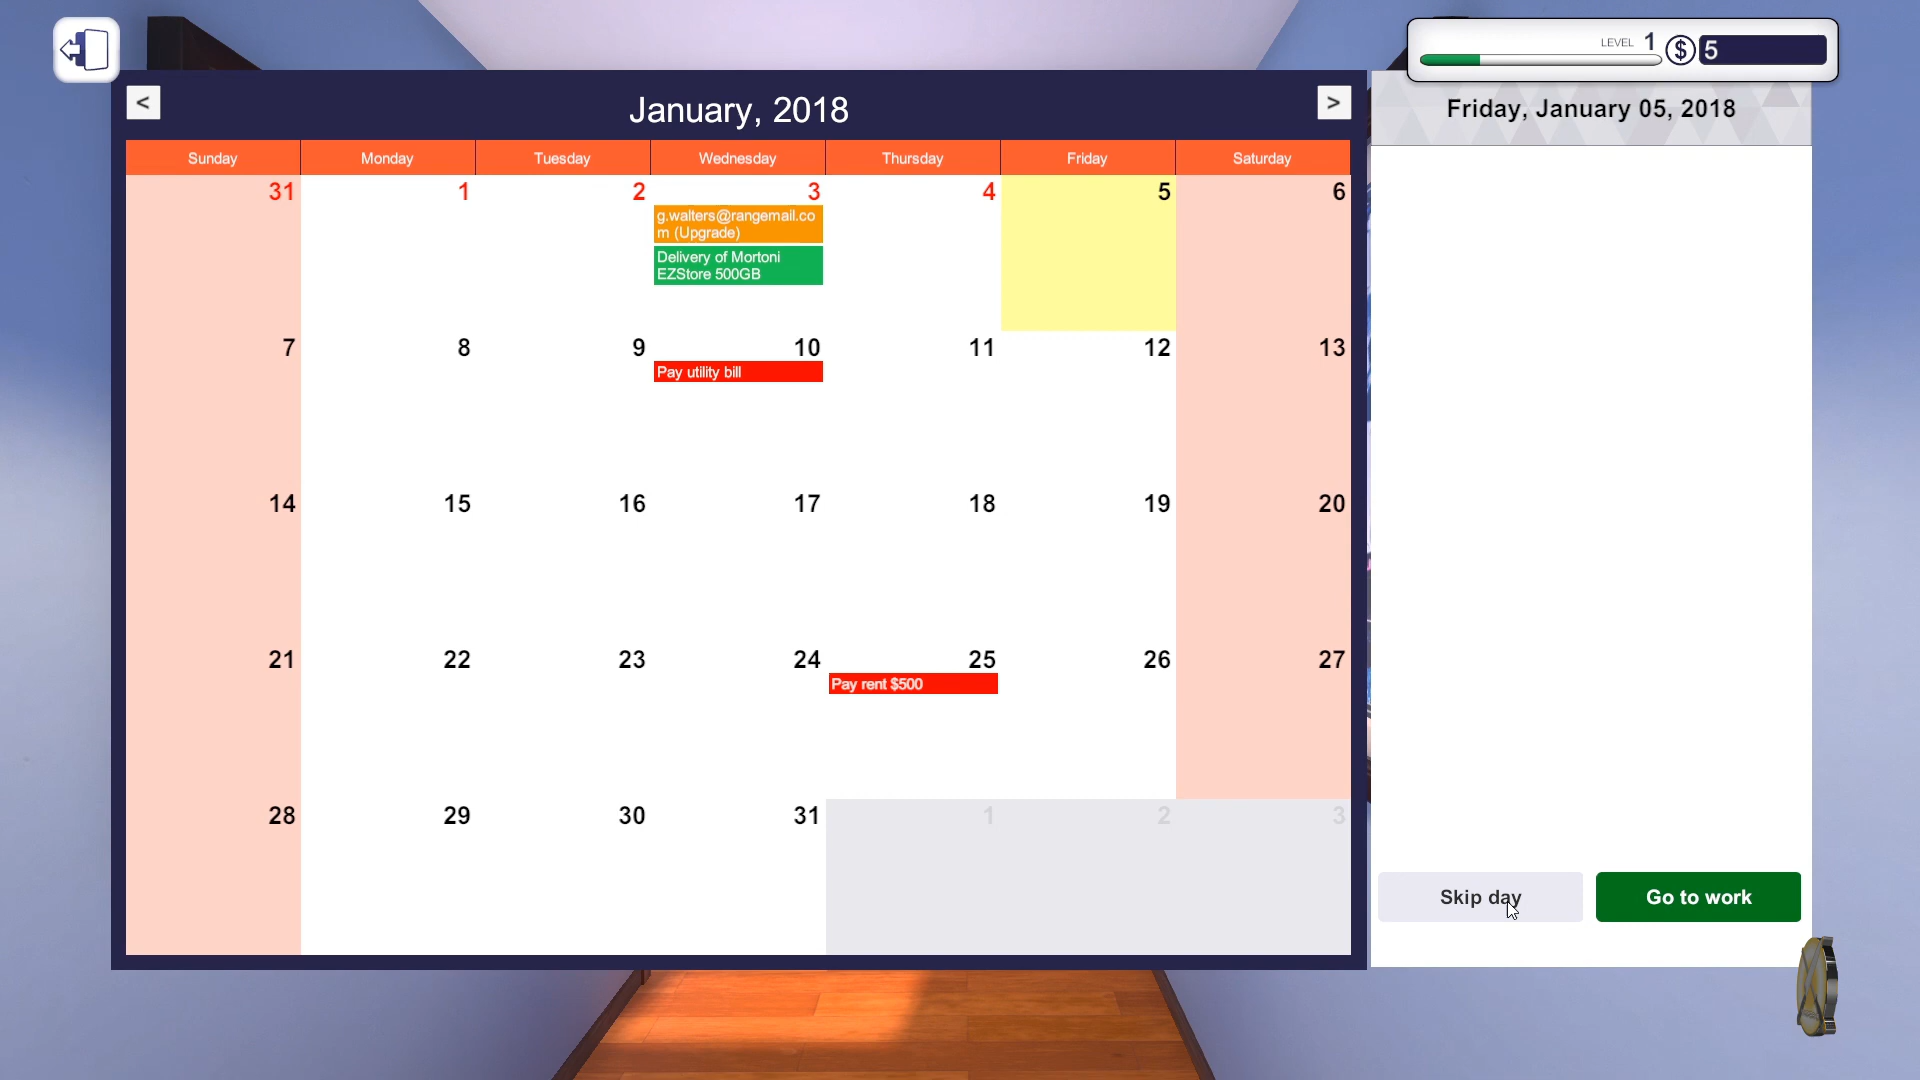 LEVEL 1 $ 5
< January, 2018 >
Friday, January 05, 2018
Sunday Monday Tuesday Wednesday Thursday Friday Saturday
31 1 2 3 4 5 6
g.walters@rangemail.co
m (Upgrade)
Delivery of Mortoni
EZStore 500GB
7 8 9 10 11 12 13
Pay utility bill
14 15 16 17 18 19 20
21 22 23 24 25 26 27
Pay rent $500
28 29 30 31 1 2 3
Skip day Go to work